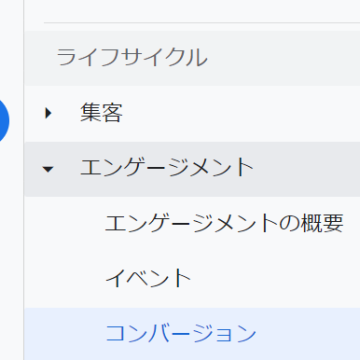 ライフサイクル
集客
エンゲージメント
エンゲージメントの概要
イベント
コンバージョン